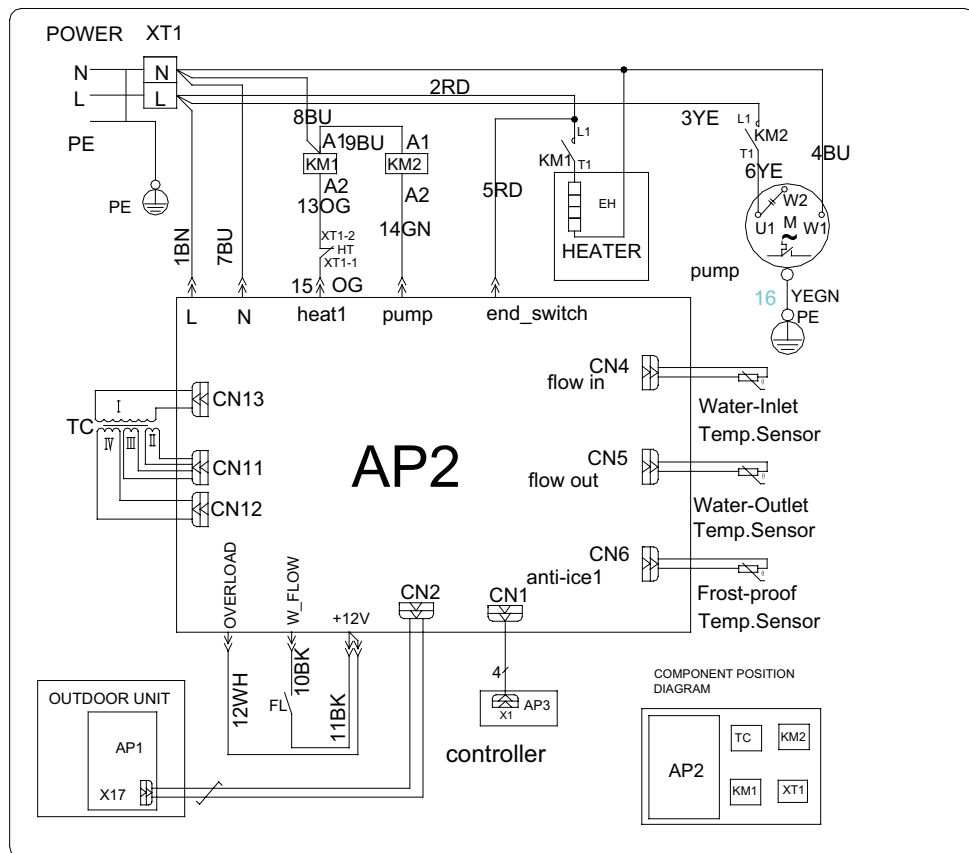 POWER XT1
N N
L L
PE
PE
2RD
8BU
A1 9BU A1
KM1 KM2
A2 A2
13OG
14GN
XT1-2
HT
XT1-1
15 OG
1BN
7BU
5RD
L1
KM1 T1
EH
HEATER
3YE
L1
KM2
T1
6YE
4BU
W2
U1 M W1
~
pump
16 YEGN
PE
L N heat1 pump end_switch
CN4
flow in
Water-Inlet
Temp.Sensor
CN5
flow out
Water-Outlet
Temp.Sensor
CN6
anti-ice1
Frost-proof
Temp.Sensor
TC
I
IV III II
CN13
CN11
CN12
AP2
OVERLOAD
W_FLOW
+12V
CN2
CN1
12WH
10BK
FL
11BK
4
X1 AP3
controller
OUTDOOR UNIT
AP1
X17
COMPONENT POSITION
DIAGRAM
AP2
TC KM2
KM1 XT1